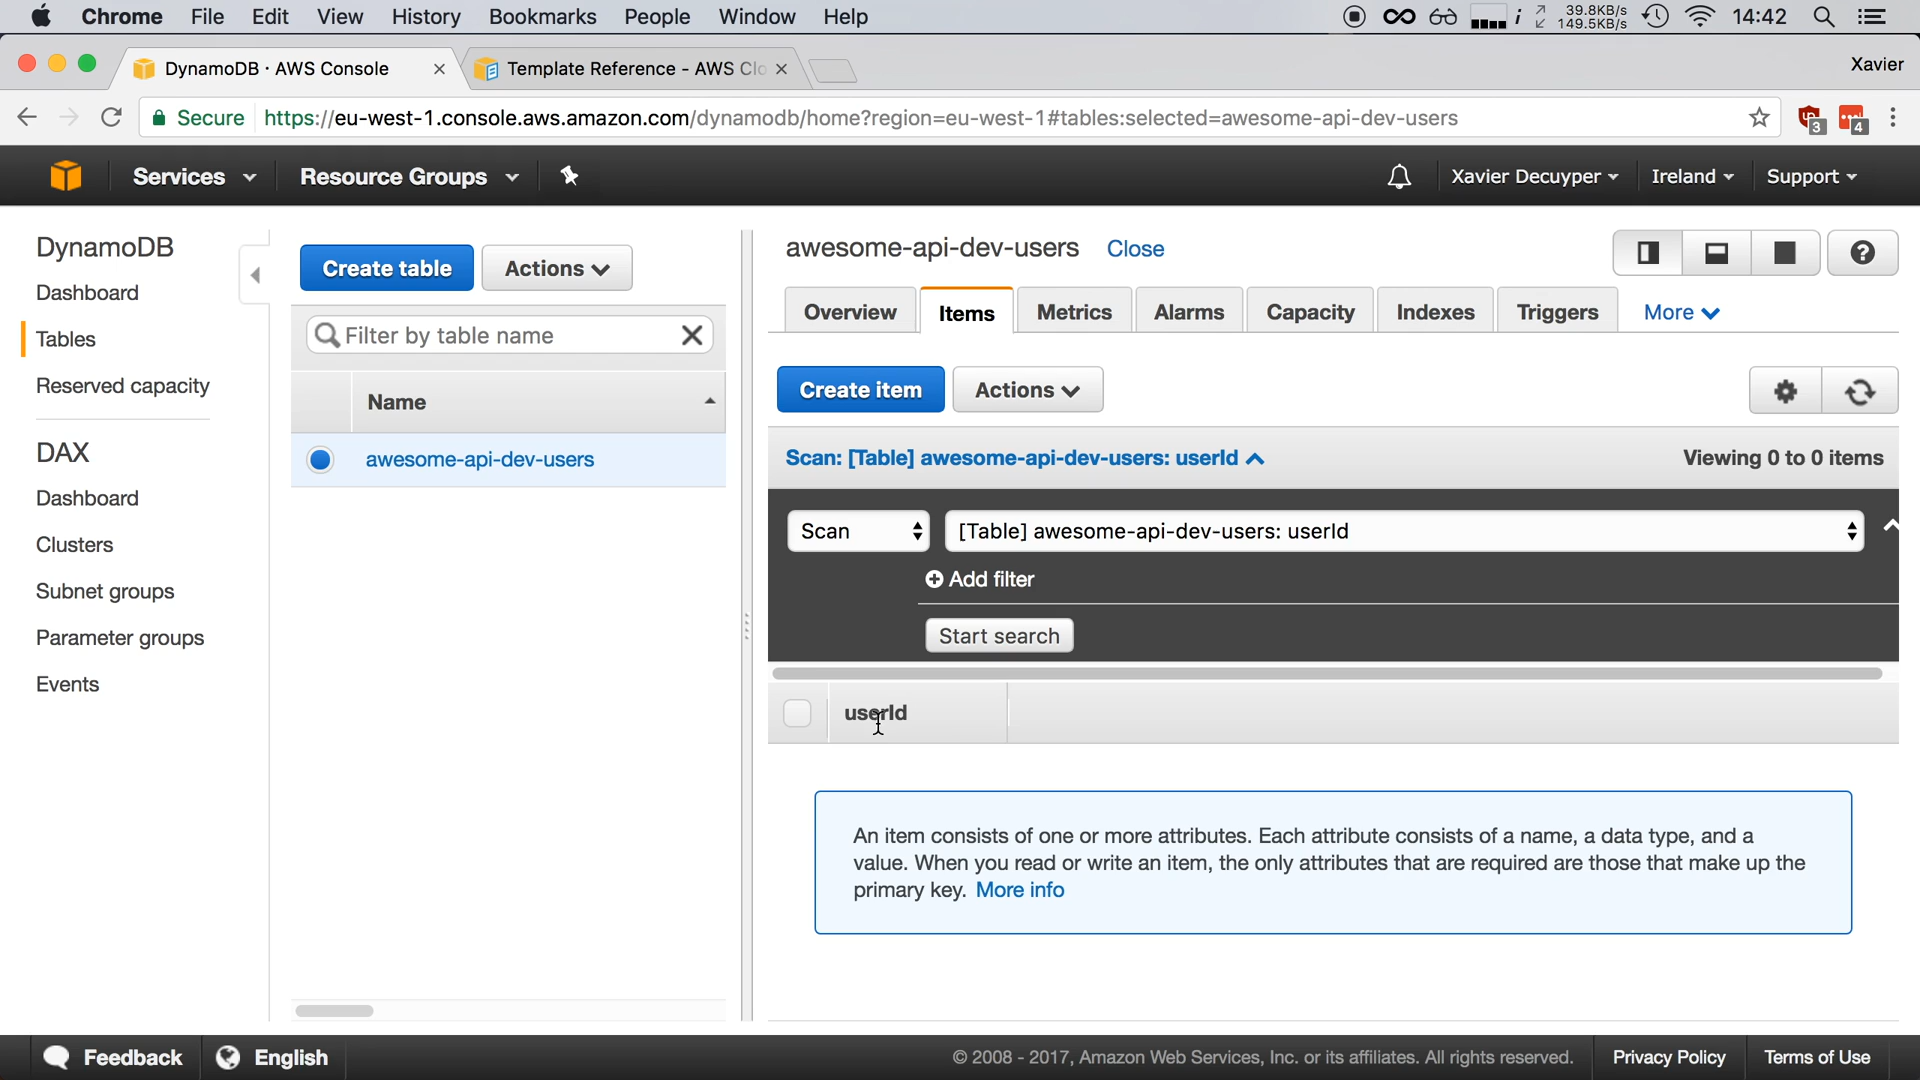 Chrome File Edit View History Bookmarks People Window Help i 39.8KB/s 149.5KB/s 14:42
DynamoDB · AWS Console Template Reference - AWS Clo Xavier
Secure https://eu-west-1.console.aws.amazon.com/dynamodb/home?region=eu-west-1#tables:selected=awesome-api-dev-users 3 4
Services Resource Groups Xavier Decuyper Ireland Support
DynamoDB
Dashboard
Tables
Reserved capacity
DAX
Dashboard
Clusters
Subnet groups
Parameter groups
Events
Create table Actions
Filter by table name
Name
awesome-api-dev-users
awesome-api-dev-users Close
Overview Items Metrics Alarms Capacity Indexes Triggers More
Create item Actions
Scan: [Table] awesome-api-dev-users: userId Viewing 0 to 0 items
Scan [Table] awesome-api-dev-users: userId
Add filter
Start search
userId
An item consists of one or more attributes. Each attribute consists of a name, a data type, and a
value. When you read or write an item, the only attributes that are required are those that make up the
primary key. More info
Feedback English © 2008 - 2017, Amazon Web Services, Inc. or its affiliates. All rights reserved. Privacy Policy Terms of Use